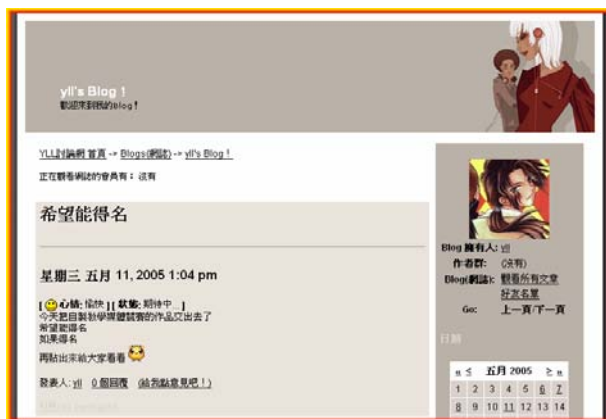 yll's Blog !
歡迎來到我的Blog !
YLL討論網 首頁 -> Blogs(網誌) -> yll's Blog !
正在觀看網誌的會員有： 沒有
希望能得名
星期三 五月 11, 2005 1:04 pm
[ 心情: 愉快 ] [ 狀態: 期待中... ]
今天把自製教學媒體競賽的作品交出去了
希望能得名
如果得名
再貼出來給大家看看
發表人: yll 0 個回覆 (給我點意見吧 ! )
Blog 擁有人: yll
作者群: (沒有)
Blog(網誌): 觀看所有文章
好友名單
Go: 上一頁/下一頁
日曆
« < 五月 2005 > »
1 2 3 4 5 6 7
8 9 10 11 12 13 14